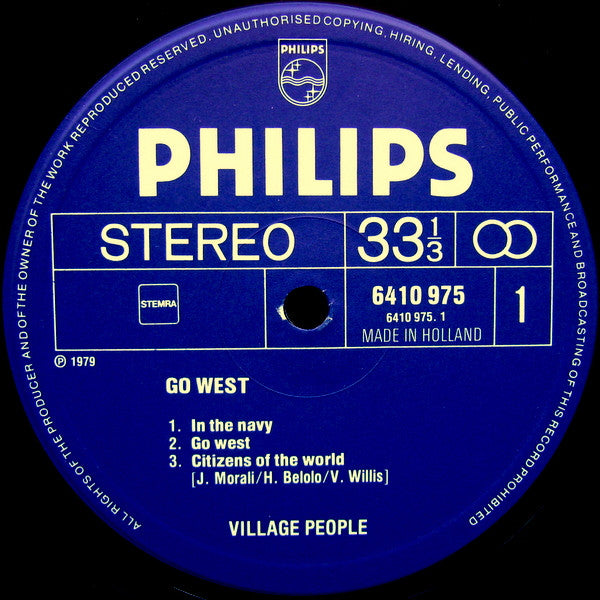 ALL RIGHTS OF THE PRODUCER AND OF THE OWNER OF THE WORK REPRODUCED RESERVED. UNAUTHORISED COPYING, HIRING, LENDING, PUBLIC PERFORMANCE AND BROADCASTING OF THIS RECORD PROHIBITED
PHILIPS
PHILIPS
STEREO
33 1/3
STEMRA
6410 975
6410 975. 1
MADE IN HOLLAND
1
Ⓟ 1979
GO WEST
1. In the navy
2. Go west
3. Citizens of the world
[J. Morali/H. Belolo/V. Willis]
VILLAGE PEOPLE